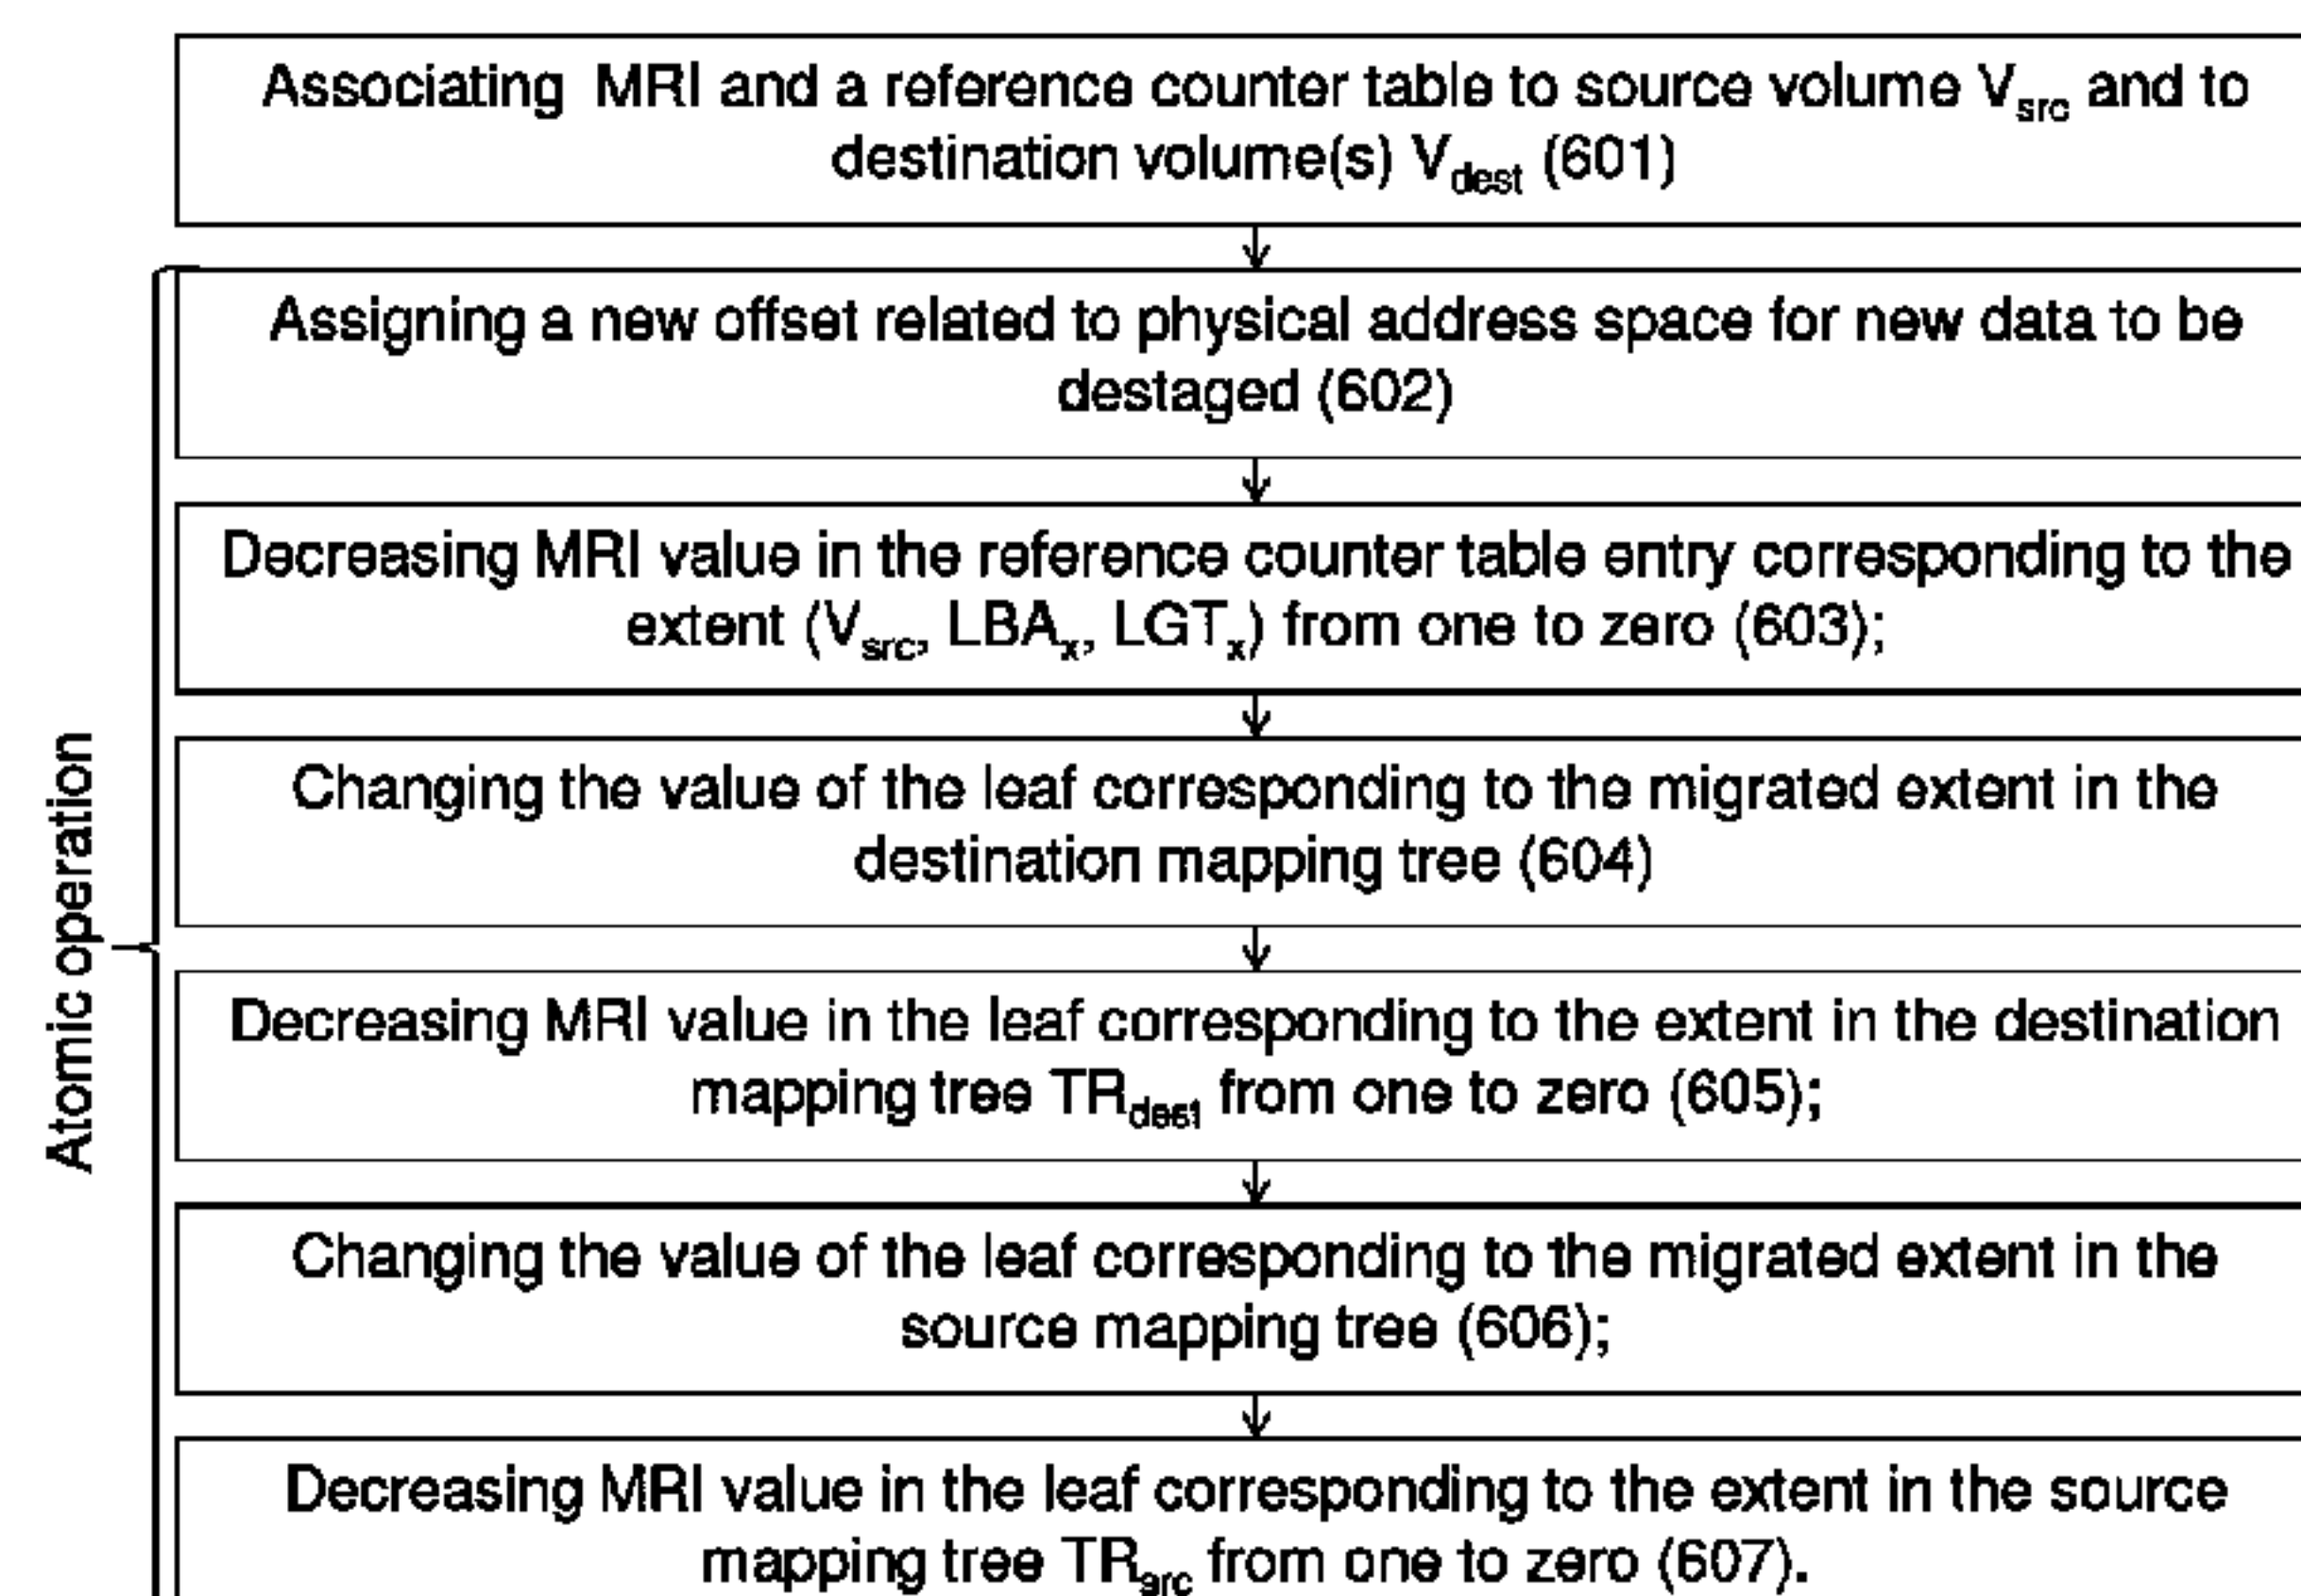 Associating MRI and a reference counter table to source volume Vsrc and to
destination volume(s) Vdest (601)
Assigning a new offset related to physical address space for new data to be
destaged (602)
Decreasing MRI value in the reference counter table entry corresponding to the
extent (Vsrc, LBAx, LGTx) from one to zero (603);
Changing the value of the leaf corresponding to the migrated extent in the
destination mapping tree (604)
Atomic operation
Decreasing MRI value in the leaf corresponding to the extent in the destination
mapping tree TRdest from one to zero (605);
Changing the value of the leaf corresponding to the migrated extent in the
source mapping tree (606);
Decreasing MRI value in the leaf corresponding to the extent in the source
mapping tree TRsrc from one to zero (607).